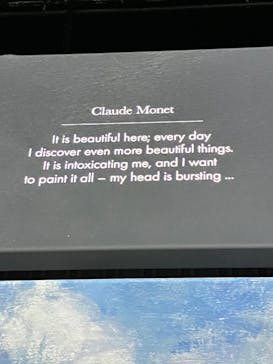 Claude Monet
It is beautiful here; every day
I discover even more beautiful things.
It is intoxicating me, and I want
to paint it all – my head is bursting ...